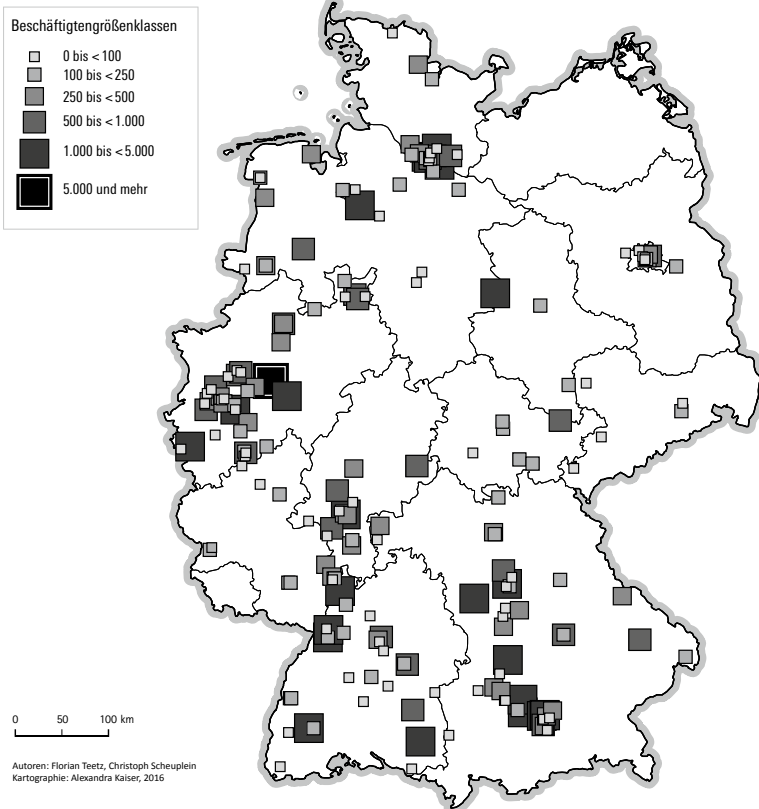 Beschäftigtengrößenklassen
0 bis < 100
100 bis < 250
250 bis < 500
500 bis < 1.000
1.000 bis < 5.000
5.000 und mehr
0 50 100 km
Autoren: Florian Teetz, Christoph Scheuplein
Kartographie: Alexandra Kaiser, 2016